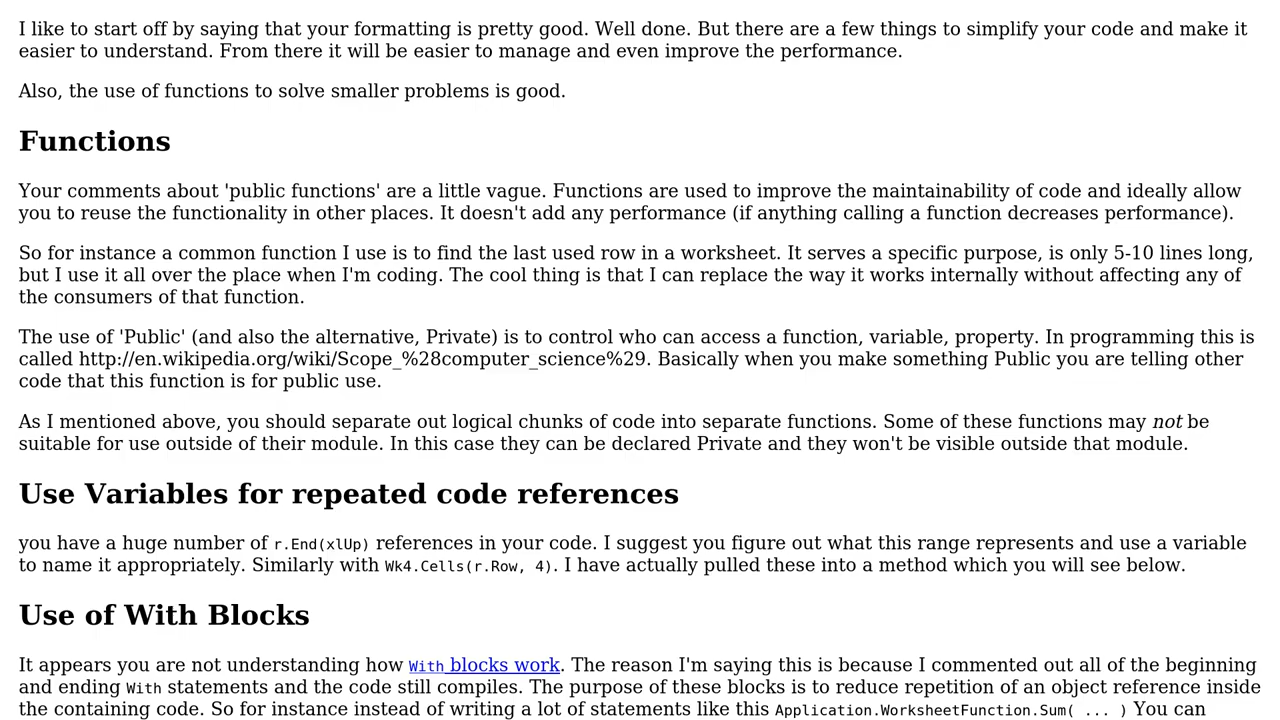 I like to start off by saying that your formatting is pretty good. Well done. But there are a few things to simplify your code and make it
easier to understand. From there it will be easier to manage and even improve the performance.
Also, the use of functions to solve smaller problems is good.
Functions
Your comments about 'public functions' are a little vague. Functions are used to improve the maintainability of code and ideally allow
you to reuse the functionality in other places. It doesn't add any performance (if anything calling a function decreases performance).
So for instance a common function I use is to find the last used row in a worksheet. It serves a specific purpose, is only 5-10 lines long,
but I use it all over the place when I'm coding. The cool thing is that I can replace the way it works internally without affecting any of
the consumers of that function.
The use of 'Public' (and also the alternative, Private) is to control who can access a function, variable, property. In programming this is
called http://en.wikipedia.org/wiki/Scope_%28computer_science%29. Basically when you make something Public you are telling other
code that this function is for public use.
As I mentioned above, you should separate out logical chunks of code into separate functions. Some of these functions may not be
suitable for use outside of their module. In this case they can be declared Private and they won't be visible outside that module.
Use Variables for repeated code references
you have a huge number of r.End(xlUp) references in your code. I suggest you figure out what this range represents and use a variable
to name it appropriately. Similarly with Wk4.Cells(r.Row, 4). I have actually pulled these into a method which you will see below.
Use of With Blocks
It appears you are not understanding how With blocks work. The reason I'm saying this is because I commented out all of the beginning
and ending With statements and the code still compiles. The purpose of these blocks is to reduce repetition of an object reference inside
the containing code. So for instance instead of writing a lot of statements like this Application.WorksheetFunction.Sum( ... ) You can